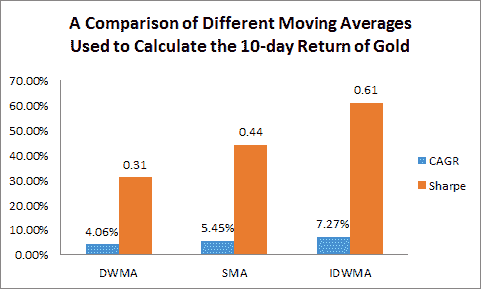 A Comparison of Different Moving Averages
Used to Calculate the 10-day Return of Gold
70.00%
60.00%
50.00%
40.00%
30.00%
20.00%
10.00%
0.00%
4.06%
0.31
5.45%
0.44
7.27%
0.61
DWMA
SMA
IDWMA
CAGR
Sharpe